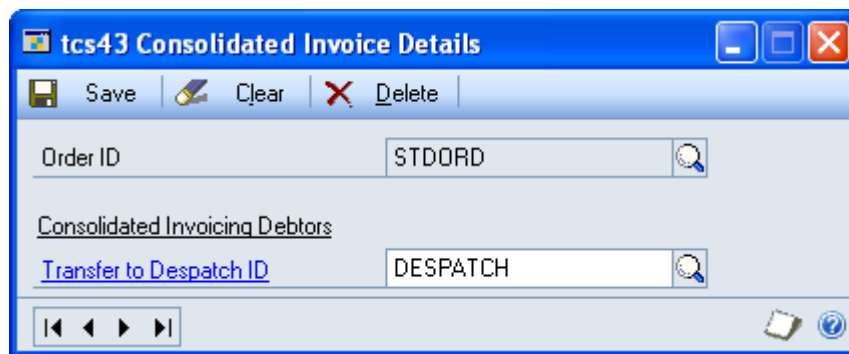 tcs43 Consolidated Invoice Details
Save Clear Delete
Order ID STDORD
Consolidated Invoicing Debtors
Transfer to Despatch ID DESPATCH